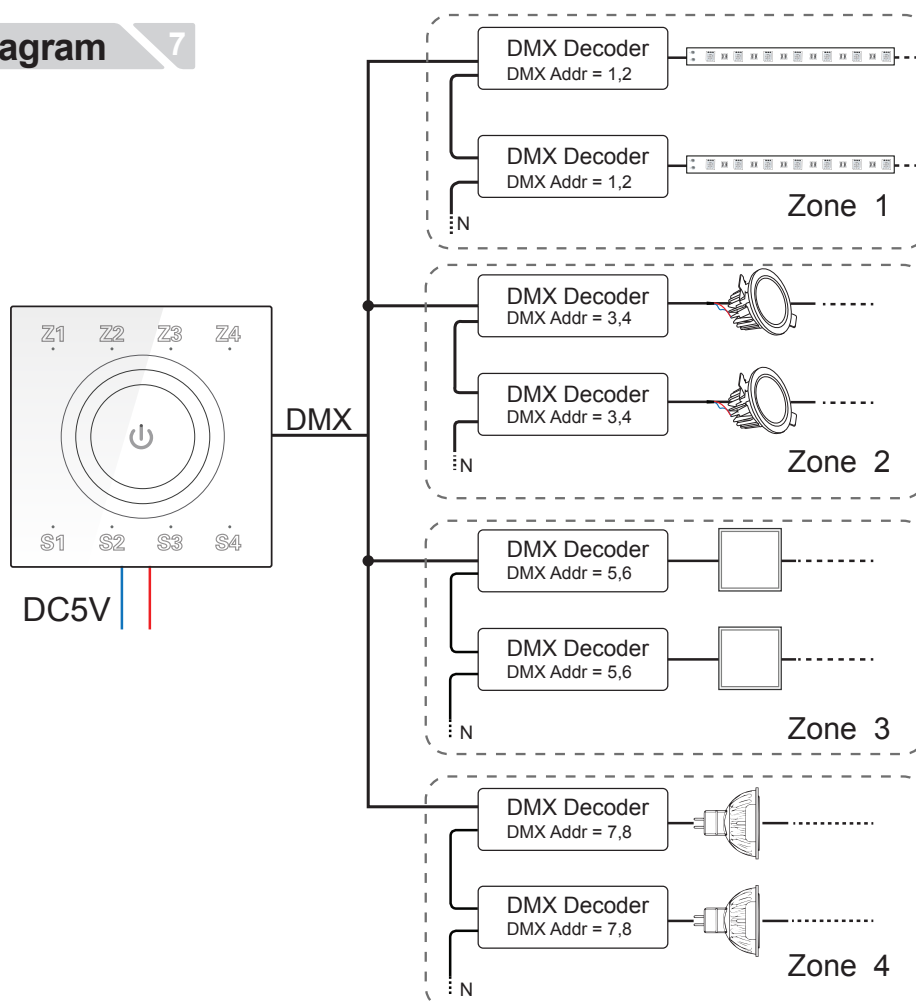 agram 7
DMX Decoder
DMX Addr = 1,2
DMX Decoder
DMX Addr = 1,2
N
Zone 1
DMX Decoder
DMX Addr = 3,4
DMX Decoder
DMX Addr = 3,4
N
Zone 2
Z1 Z2 Z3 Z4
S1 S2 S3 S4
DMX
DC5V
DMX Decoder
DMX Addr = 5,6
DMX Decoder
DMX Addr = 5,6
N
Zone 3
DMX Decoder
DMX Addr = 7,8
DMX Decoder
DMX Addr = 7,8
N
Zone 4